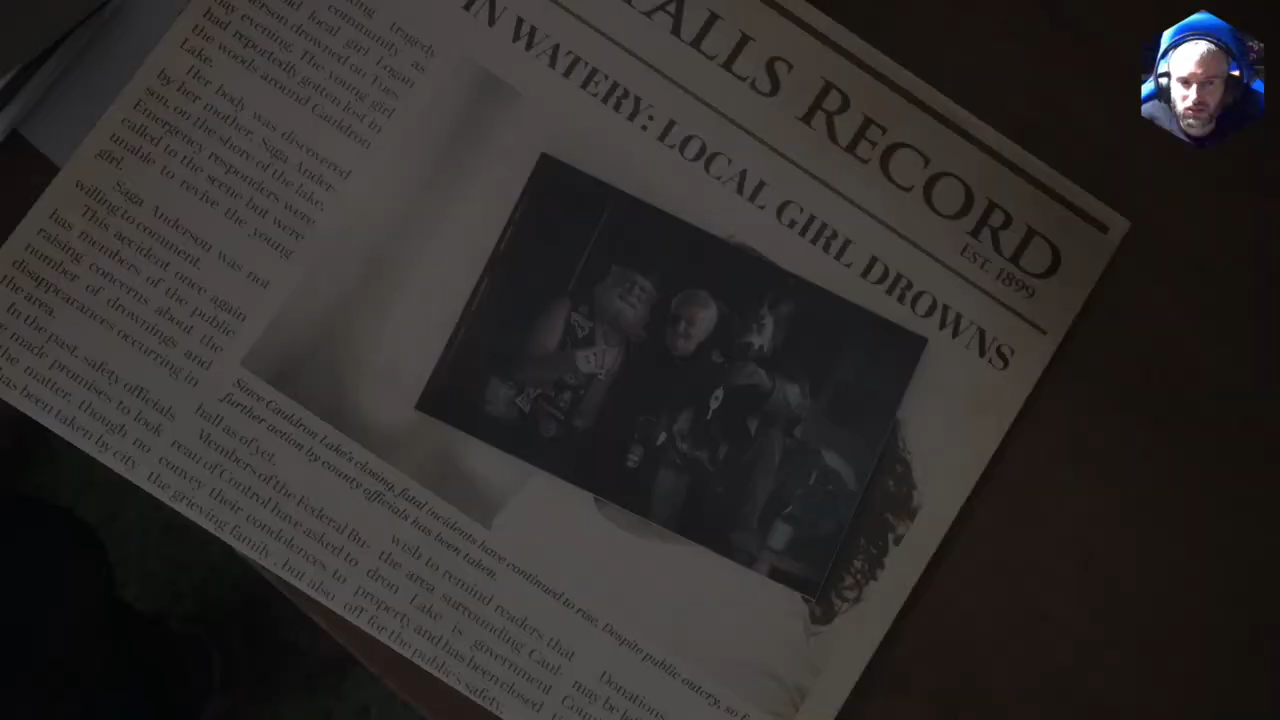 ALLS RECORD
EST. 1899
IN WATERY: LOCAL GIRL DROWNS
tragedy
community as
old local girl Logan
erson drowned on Tues
day evening. The young girl
had reportedly gotten lost in
the woods around Cauldron
Lake.
Her body was discovered
by her mother, Saga Ander-
son, on the shore of the lake.
Emergency responders were
called to the scene but were
unable to revive the young
girl.
Saga Anderson was not
willing to comment.
This accident once again
has members of the public
raising concerns about the
number of drownings and
disappearances occurring in
the area.
In the past, safety officials
made promises to look
the matter, though no
has been taken by city
hall as of yet.
Members of the Federal Bu-
reau of Control have asked to
convey their condolences to
the grieving family, but also
wish to remind readers that
the area surrounding Caul-
dron Lake is government
property and has been closed
off for the public's safety.
Donations
may be
Since Cauldron Lake's closing, fatal incidents have continued to rise. Despite public outcry, so f
further action by county officials has been taken.